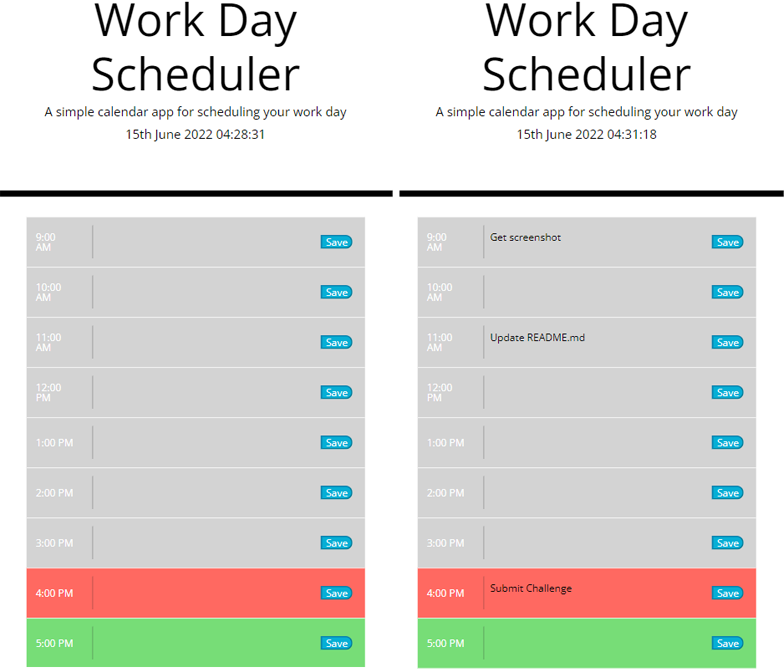 Work Day
Scheduler
A simple calendar app for scheduling your work day
15th June 2022 04:28:31
9:00
AM
Save
10:00
AM
Save
11:00
AM
Save
12:00
PM
Save
1:00 PM
Save
2:00 PM
Save
3:00 PM
Save
4:00 PM
Save
5:00 PM
Save
Work Day
Scheduler
A simple calendar app for scheduling your work day
15th June 2022 04:31:18
9:00
AM
Get screenshot
Save
10:00
AM
Save
11:00
AM
Update README.md
Save
12:00
PM
Save
1:00 PM
Save
2:00 PM
Save
3:00 PM
Save
4:00 PM
Submit Challenge
Save
5:00 PM
Save